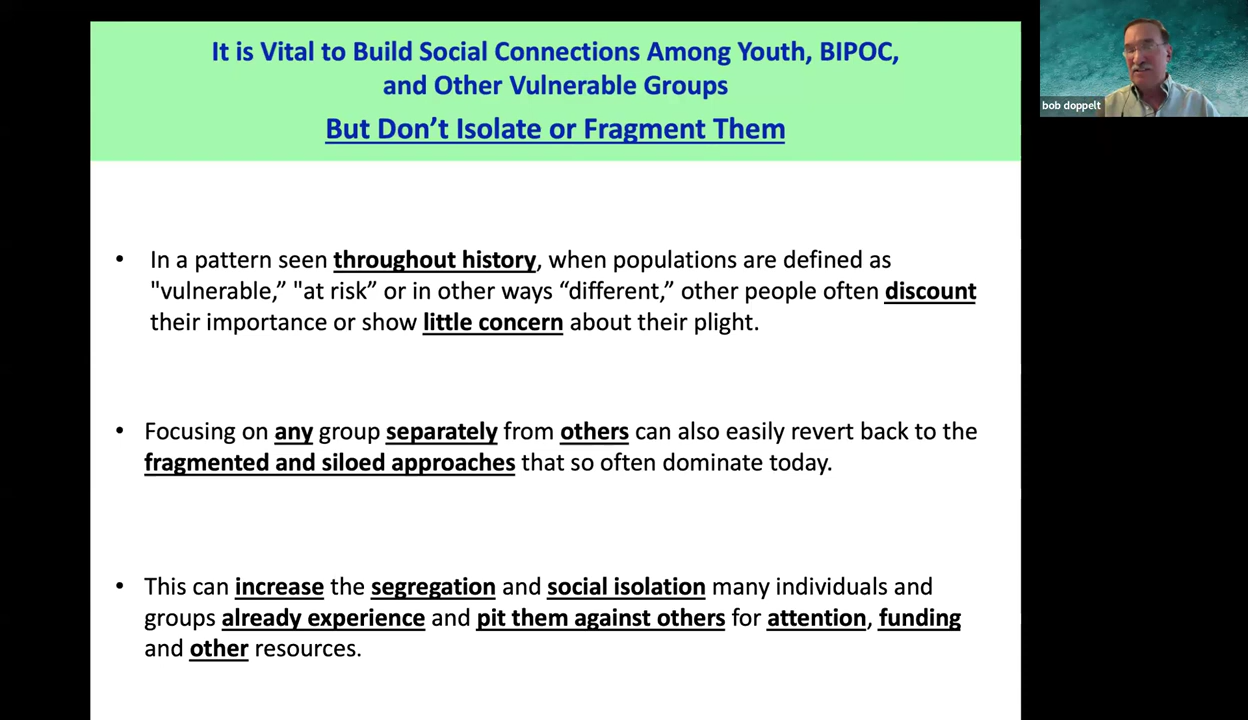 It is Vital to Build Social Connections Among Youth, BIPOC,
and Other Vulnerable Groups
But Don’t Isolate or Fragment Them
bob doppelt
• In a pattern seen throughout history, when populations are defined as
"vulnerable,” "at risk” or in other ways “different,” other people often discount
their importance or show little concern about their plight.
• Focusing on any group separately from others can also easily revert back to the
fragmented and siloed approaches that so often dominate today.
• This can increase the segregation and social isolation many individuals and
groups already experience and pit them against others for attention, funding
and other resources.